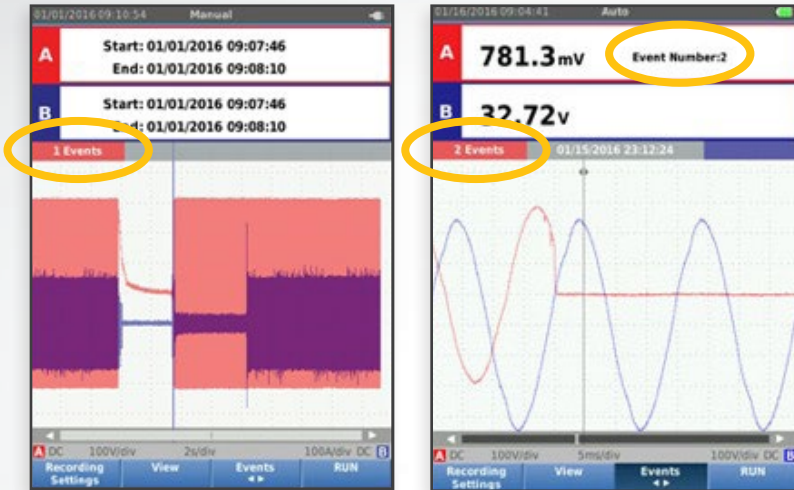 01/01/2016 09:10:54 Manual
A
Start: 01/01/2016 09:07:46
End: 01/01/2016 09:08:10
B
Start: 01/01/2016 09:07:46
End: 01/01/2016 09:08:10
1 Events
A DC 100V/div 2s/div 100A/div DC B
Recording Settings View Events RUN
01/16/2016 09:04:41 Auto
A 781.3 mV Event Number:2
B 32.72 V
2 Events 01/15/2016 23:12:24
A DC 100V/div 5ms/div 100V/div DC B
Recording Settings View Events RUN